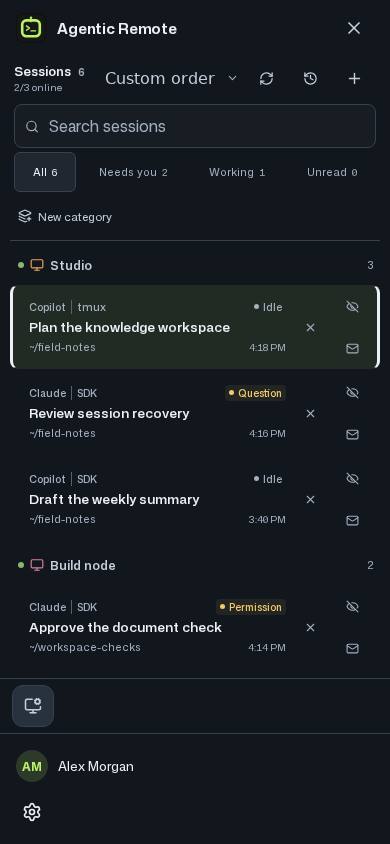 Agentic Remote
Sessions 6
2/3 online
Custom order
Search sessions
All 6
Needs you 2
Working 1
Unread 0
New category
Studio 3
Copilot | tmux Idle
Plan the knowledge workspace
~/field-notes 4:18 PM
Claude | SDK Question
Review session recovery
~/field-notes 4:16 PM
Copilot | SDK Idle
Draft the weekly summary
~/field-notes 3:40 PM
Build node 2
Claude | SDK Permission
Approve the document check
~/workspace-checks 4:14 PM
AM Alex Morgan